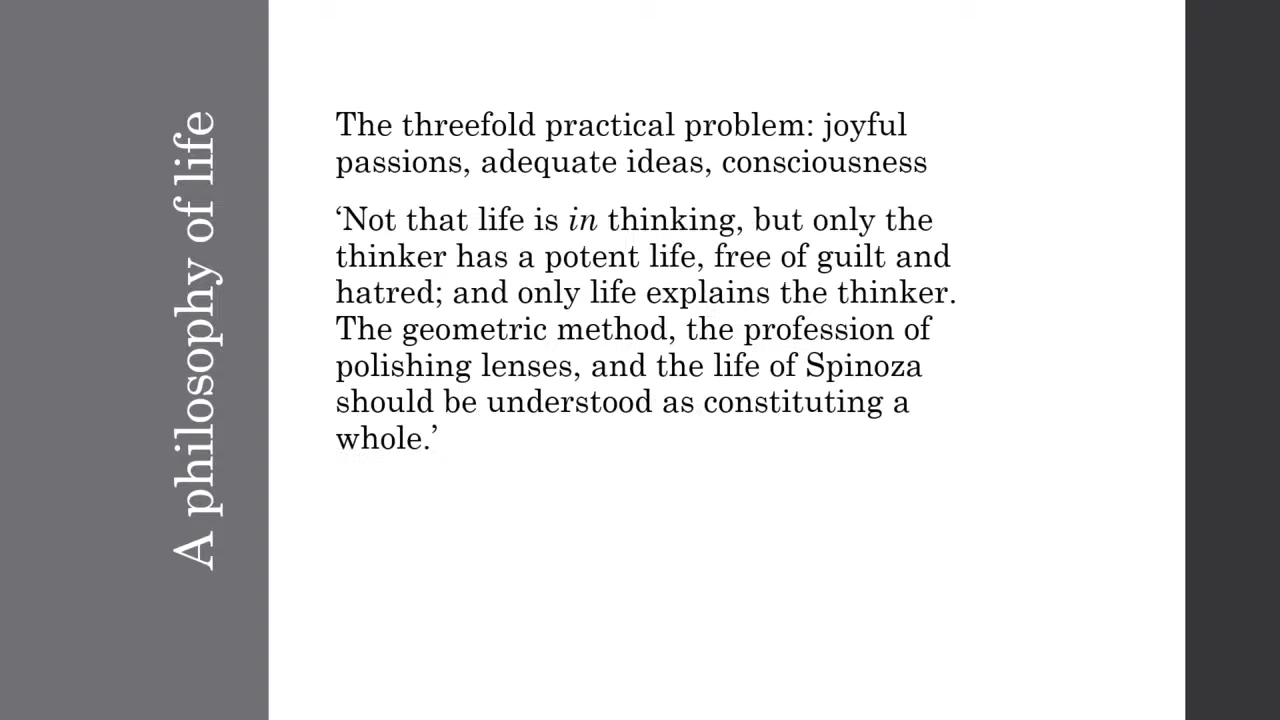 A philosophy of life
The threefold practical problem: joyful
passions, adequate ideas, consciousness
‘Not that life is in thinking, but only the
thinker has a potent life, free of guilt and
hatred; and only life explains the thinker.
The geometric method, the profession of
polishing lenses, and the life of Spinoza
should be understood as constituting a
whole.’